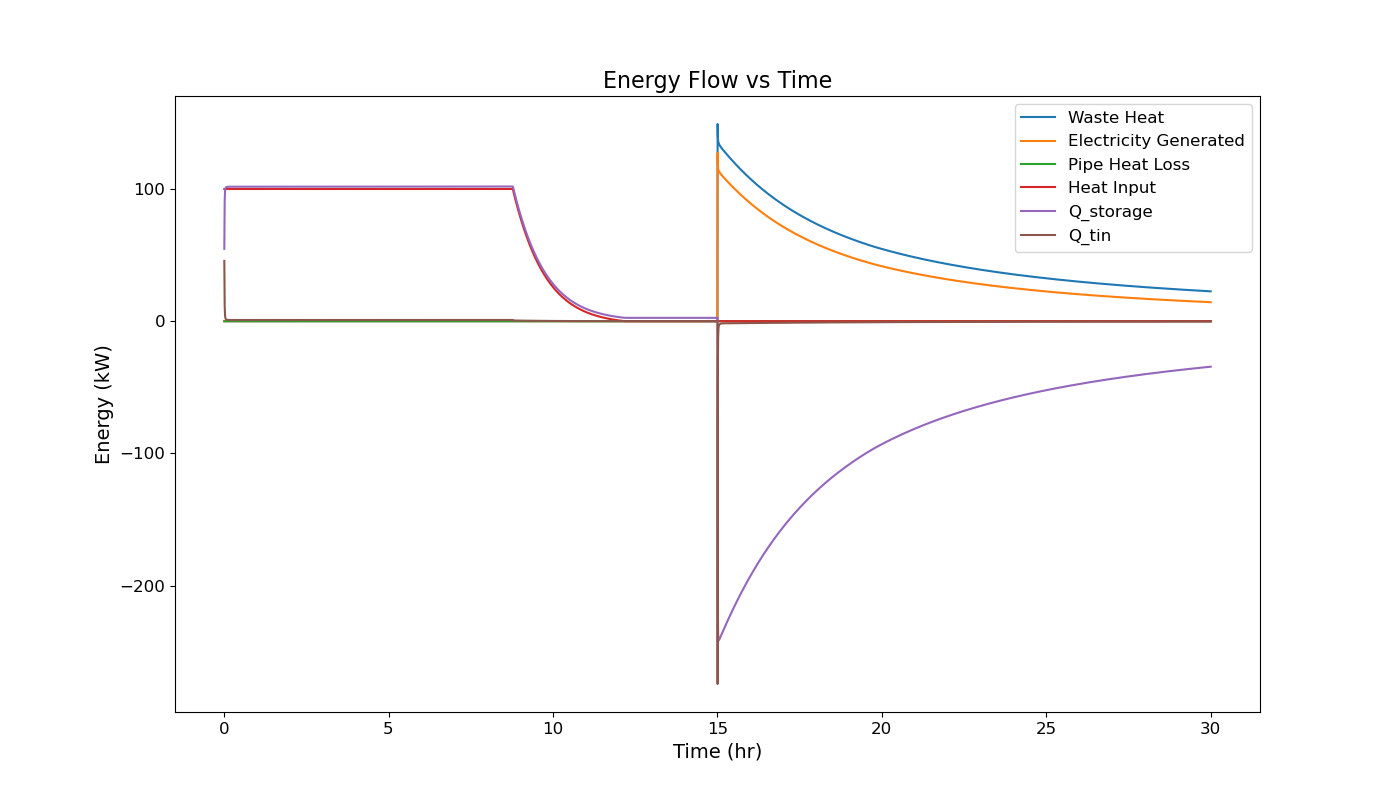 Energy Flow vs Time
Waste Heat
Electricity Generated
Pipe Heat Loss
Heat Input
Q_storage
Q_tin
100
0
−100
−200
Energy (kW)
0 5 10 15 20 25 30
Time (hr)